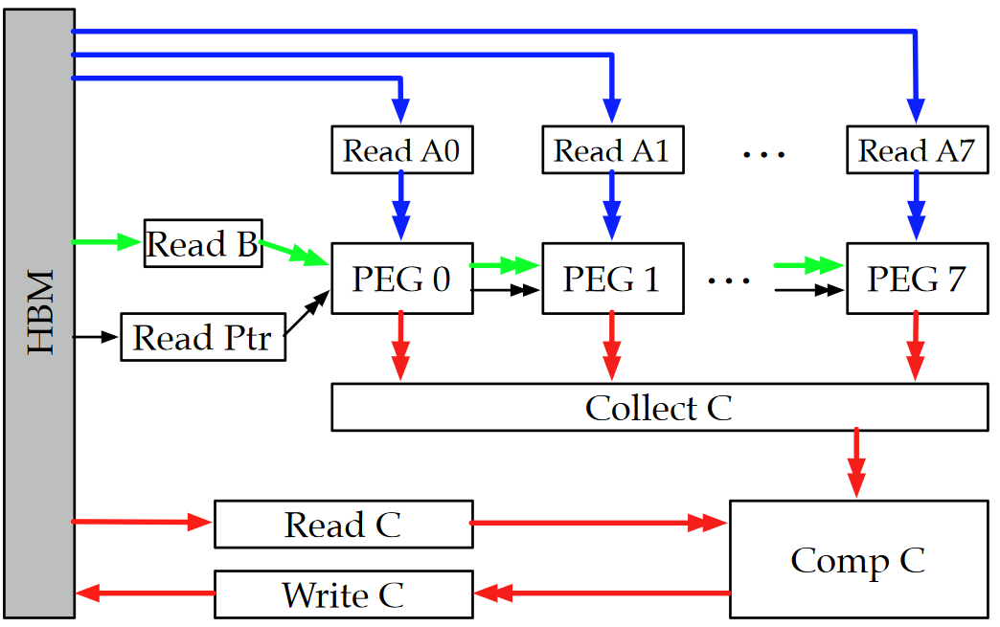 HBM
Read A0
Read A1
...
Read A7
Read B
PEG 0
PEG 1
...
PEG 7
Read Ptr
Collect C
Read C
Comp C
Write C